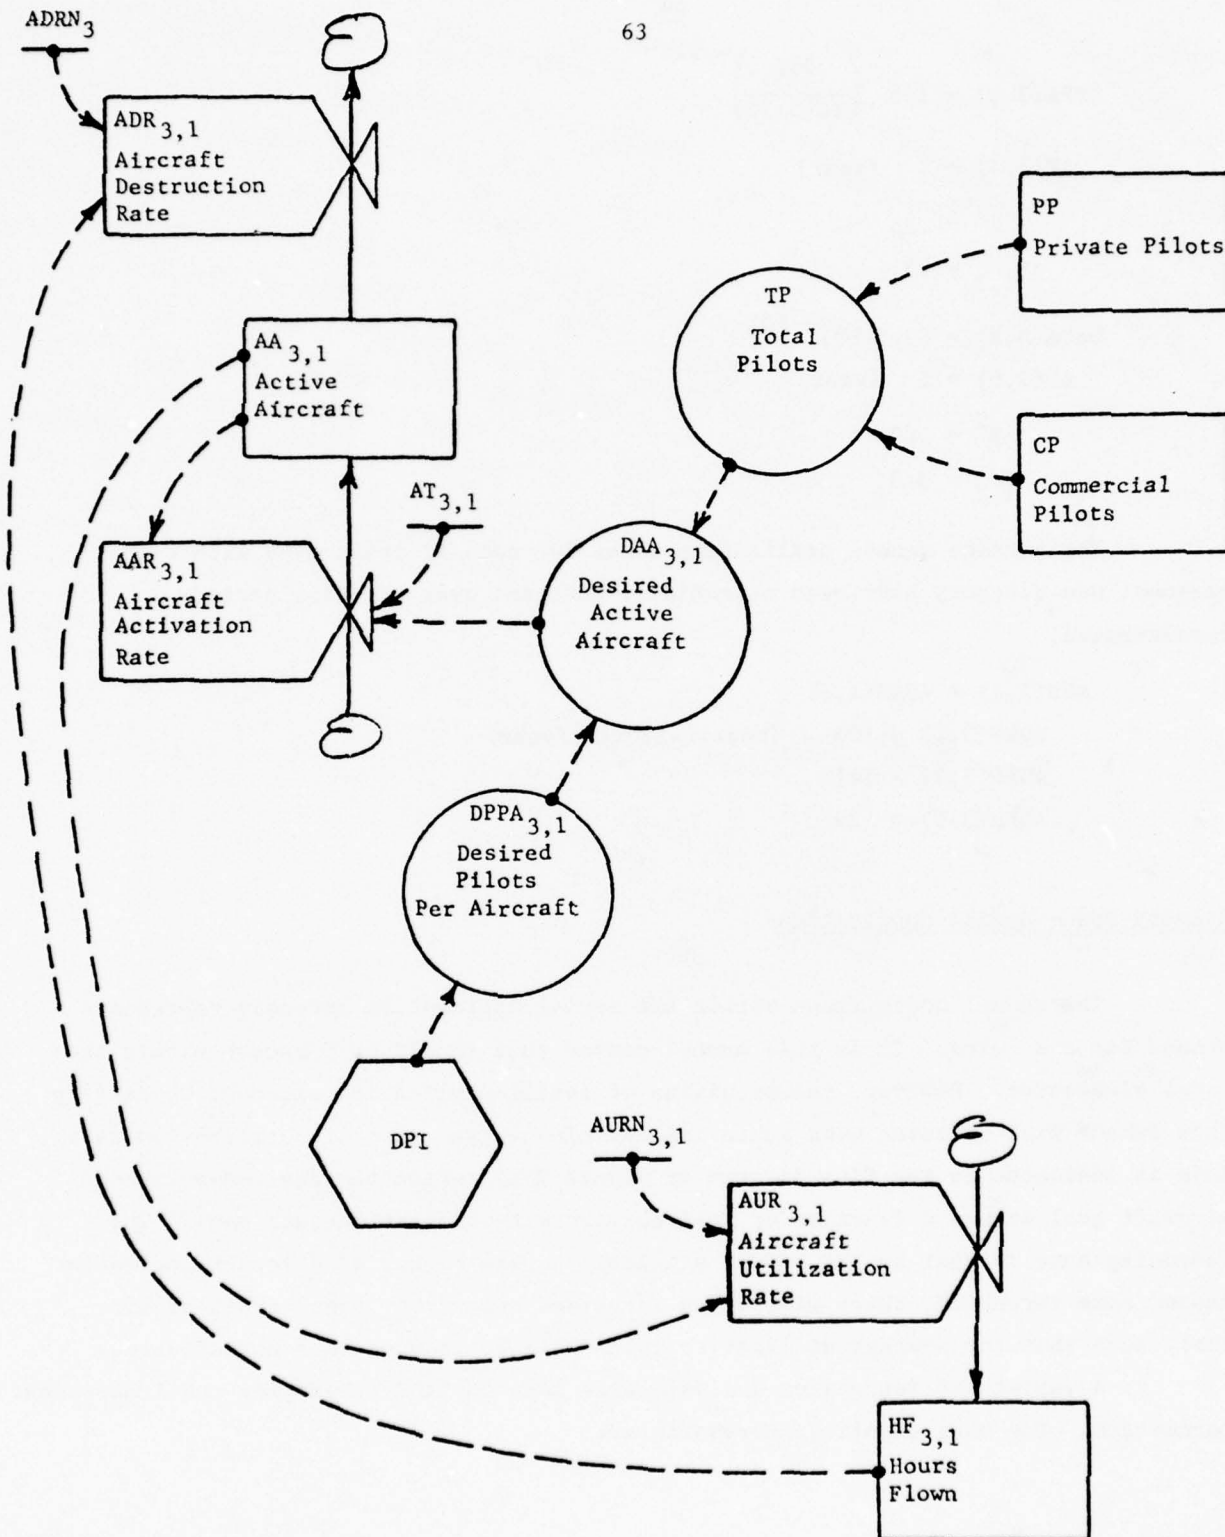 63
ADRN3
ADR3,1
Aircraft
Destruction
Rate
PP
Private Pilots
TP
Total
Pilots
AA3,1
Active
Aircraft
CP
Commercial
Pilots
AT3,1
AAR3,1
Aircraft
Activation
Rate
DAA3,1
Desired
Active
Aircraft
DPPA3,1
Desired
Pilots
Per Aircraft
DPI
AURN3,1
AUR3,1
Aircraft
Utilization
Rate
HF3,1
Hours
Flown